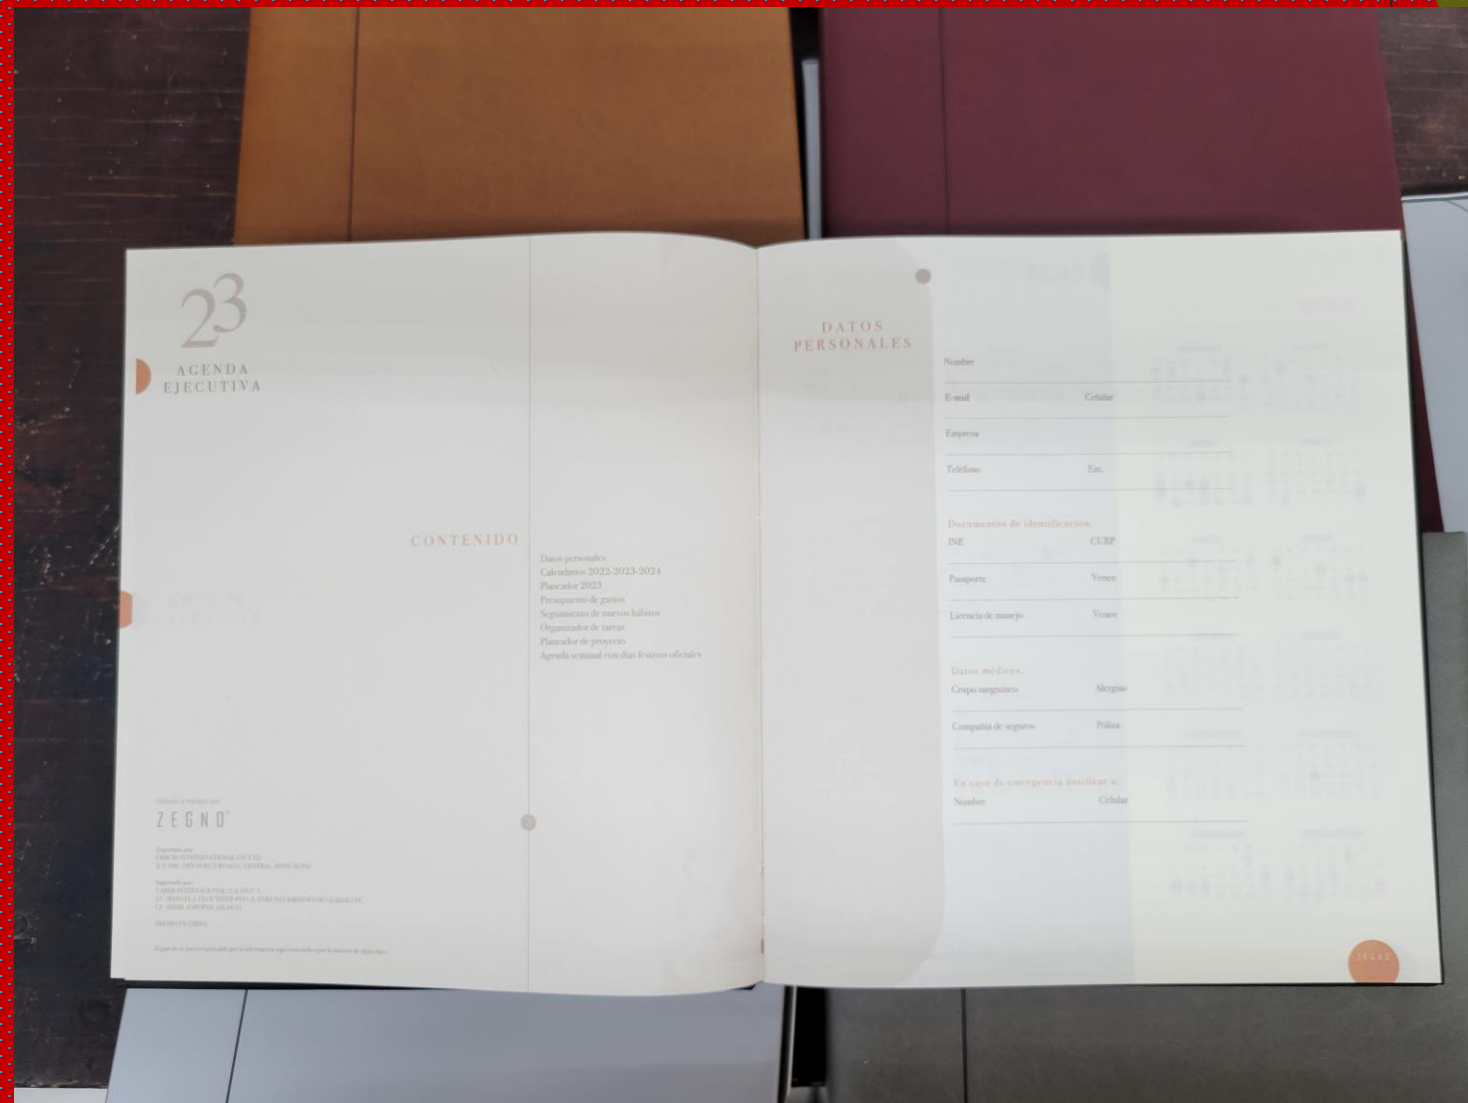 23
AGENDA
EJECUTIVA
CONTENIDO
Datos personales
Calendarios 2022-2023-2024
Planeador 2023
Presupuesto de gastos
Seguimiento de nuevos hábitos
Organizador de tareas
Planeador de proyecto
Agenda semanal con días festivos oficiales
ZEGNO®
HECHO EN CHINA
DATOS
PERSONALES
Nombre
E-mail Celular
Empresa
Teléfono Ext.
Documentos de identificación.
INE CURP
Pasaporte Vence
Licencia de manejo Vence
Datos médicos.
Grupo sanguíneo Alergias
Compañía de seguros Póliza
En caso de emergencia notificar a:
Nombre Celular
ZEGNO